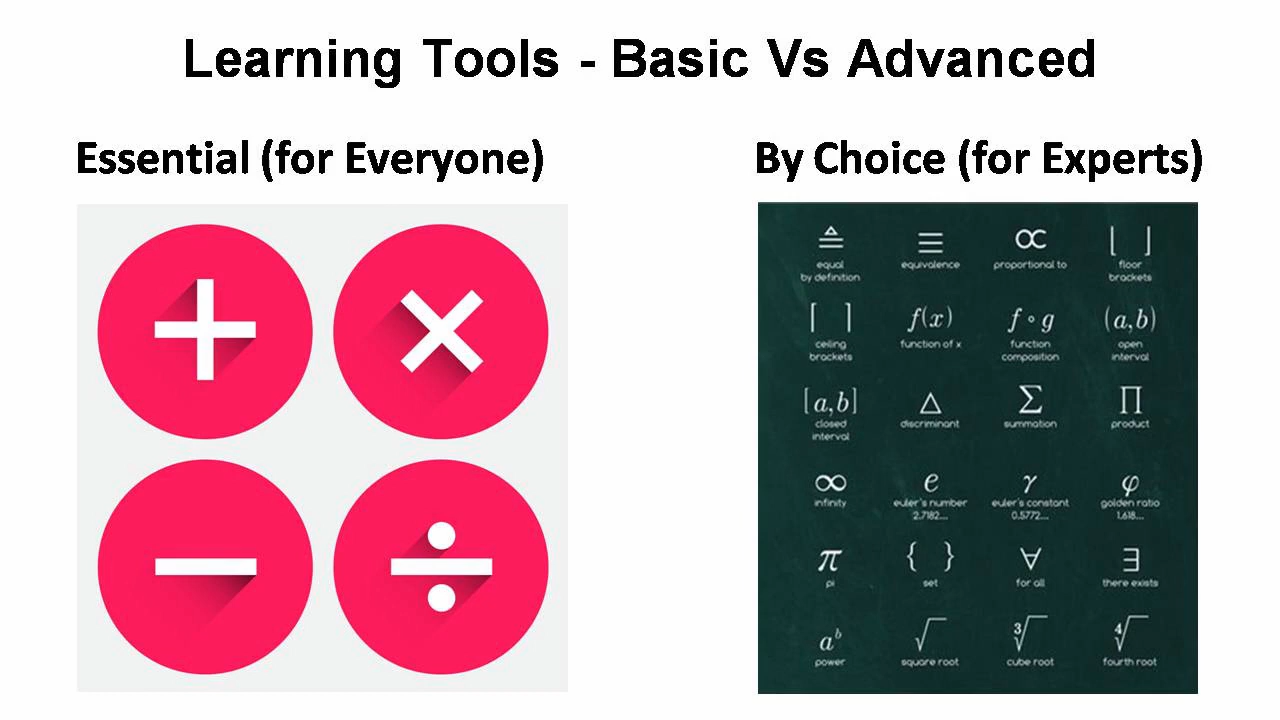 Learning Tools - Basic Vs Advanced
Essential (for Everyone)
By Choice (for Experts)
+ ×
− ÷
≜ ≡ ∝ ⌊ ⌋
equal by definition equivalence proportional to floor brackets
⌈ ⌉ f(x) f∘g (a,b)
ceiling brackets function of x function composition open interval
[a,b] △ Σ Π
closed interval discriminant summation product
∞ e γ φ
infinity euler's number 2.7182... euler's constant 0.5772... golden ratio 1.618...
π { } ∀ ∃
pi set for all there exists
aᵇ √ ∛ ∜
power square root cube root fourth root